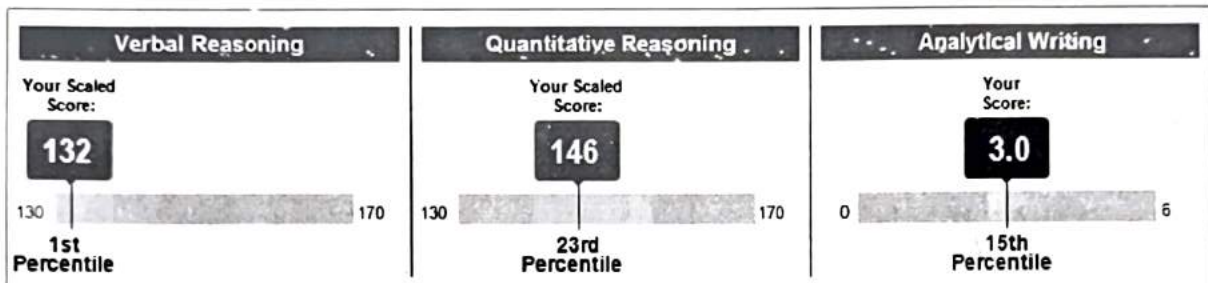 Verbal Reasoning
Your Scaled
Score:
132
130 170
1st
Percentile
Quantitative Reasoning
Your Scaled
Score:
146
130 170
23rd
Percentile
Analytical Writing
Your
Score:
3.0
0 6
15th
Percentile